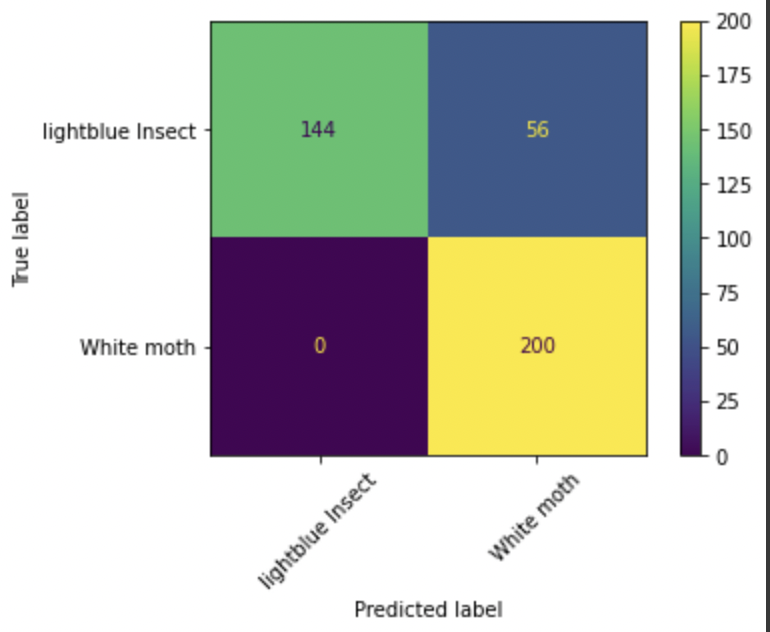 200
175
150
125
100
75
50
25
0
True label
lightblue Insect
144
56
White moth
0
200
lightblue Insect
White moth
Predicted label